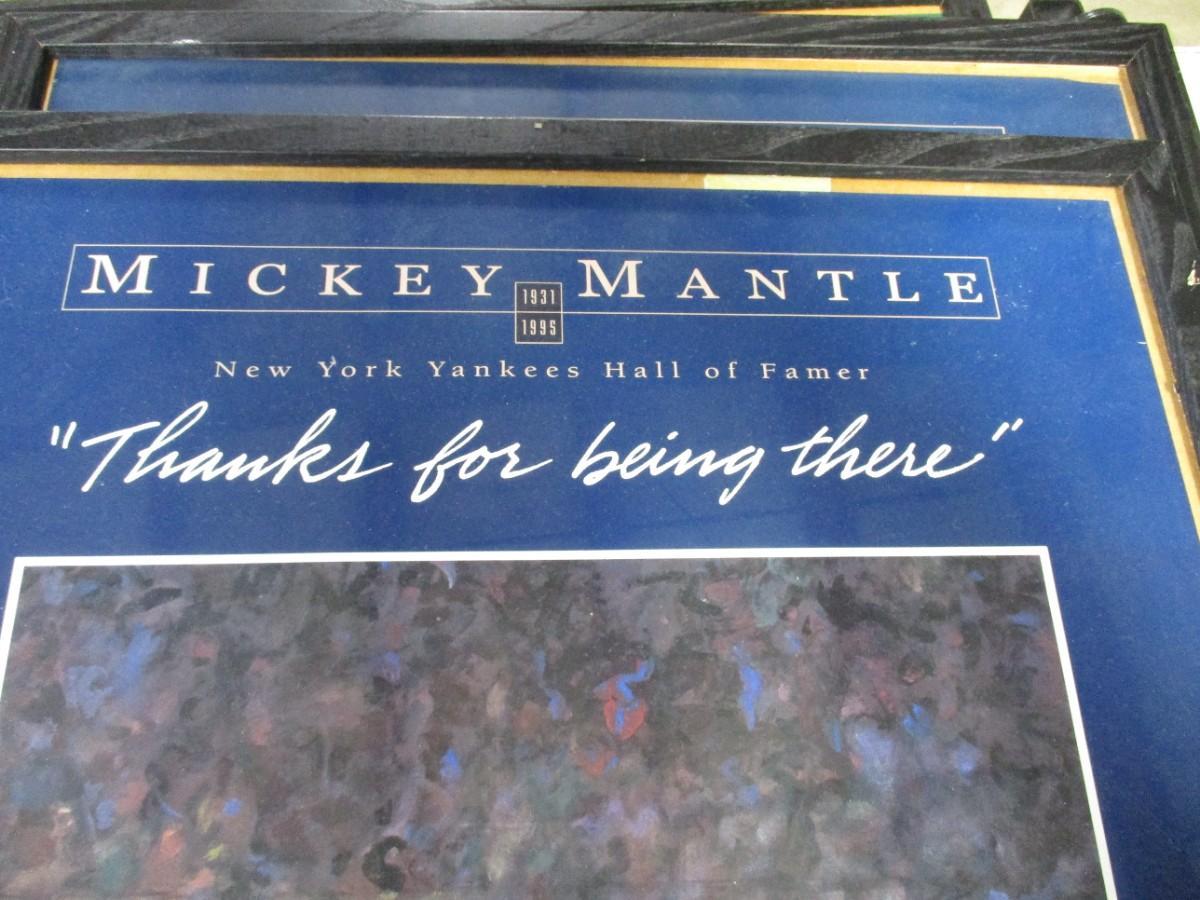 MICKEY MANTLE
1931
1995
New York Yankees Hall of Famer
"Thanks for being there"